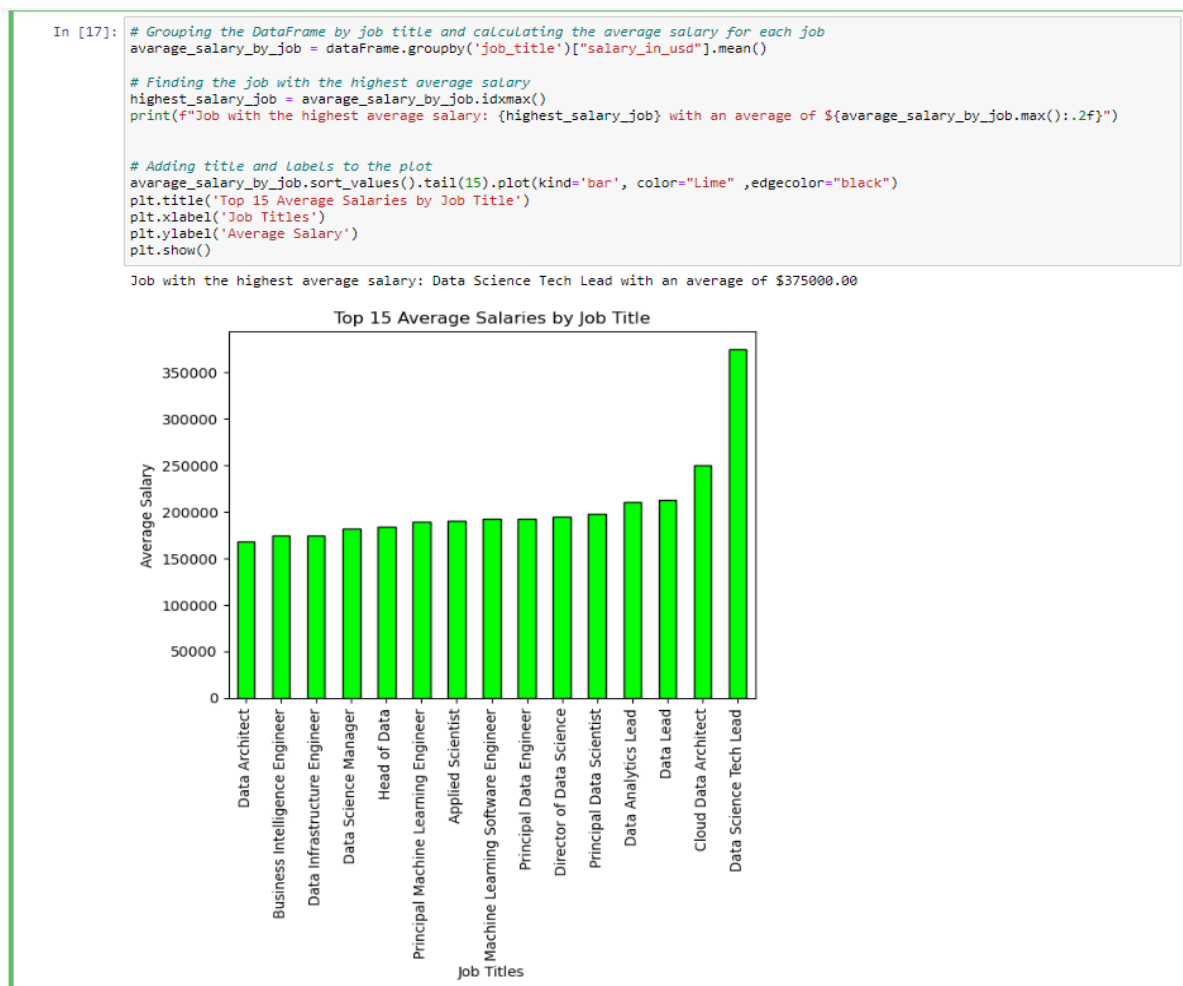 In [17]: # Grouping the DataFrame by job title and calculating the average salary for each job
avarage_salary_by_job = dataFrame.groupby('job_title')["salary_in_usd"].mean()
# Finding the job with the highest average salary
highest_salary_job = avarage_salary_by_job.idxmax()
print(f"Job with the highest average salary: {highest_salary_job} with an average of ${avarage_salary_by_job.max():.2f}")
# Adding title and labels to the plot
avarage_salary_by_job.sort_values().tail(15).plot(kind='bar', color="Lime" ,edgecolor="black")
plt.title('Top 15 Average Salaries by Job Title')
plt.xlabel('Job Titles')
plt.ylabel('Average Salary')
plt.show()
Job with the highest average salary: Data Science Tech Lead with an average of $375000.00
Top 15 Average Salaries by Job Title
Average Salary
350000
300000
250000
200000
150000
100000
50000
0
Data Architect
Business Intelligence Engineer
Data Infrastructure Engineer
Data Science Manager
Head of Data
Principal Machine Learning Engineer
Applied Scientist
Machine Learning Software Engineer
Principal Data Engineer
Director of Data Science
Principal Data Scientist
Data Analytics Lead
Data Lead
Cloud Data Architect
Data Science Tech Lead
Job Titles